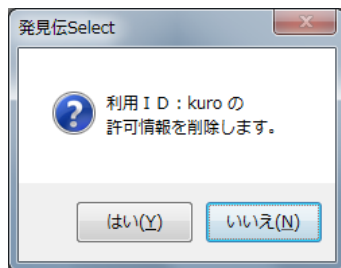 発見伝Select
利用ＩＤ：kuro の
許可情報を削除します。
はい(Y)
いいえ(N)